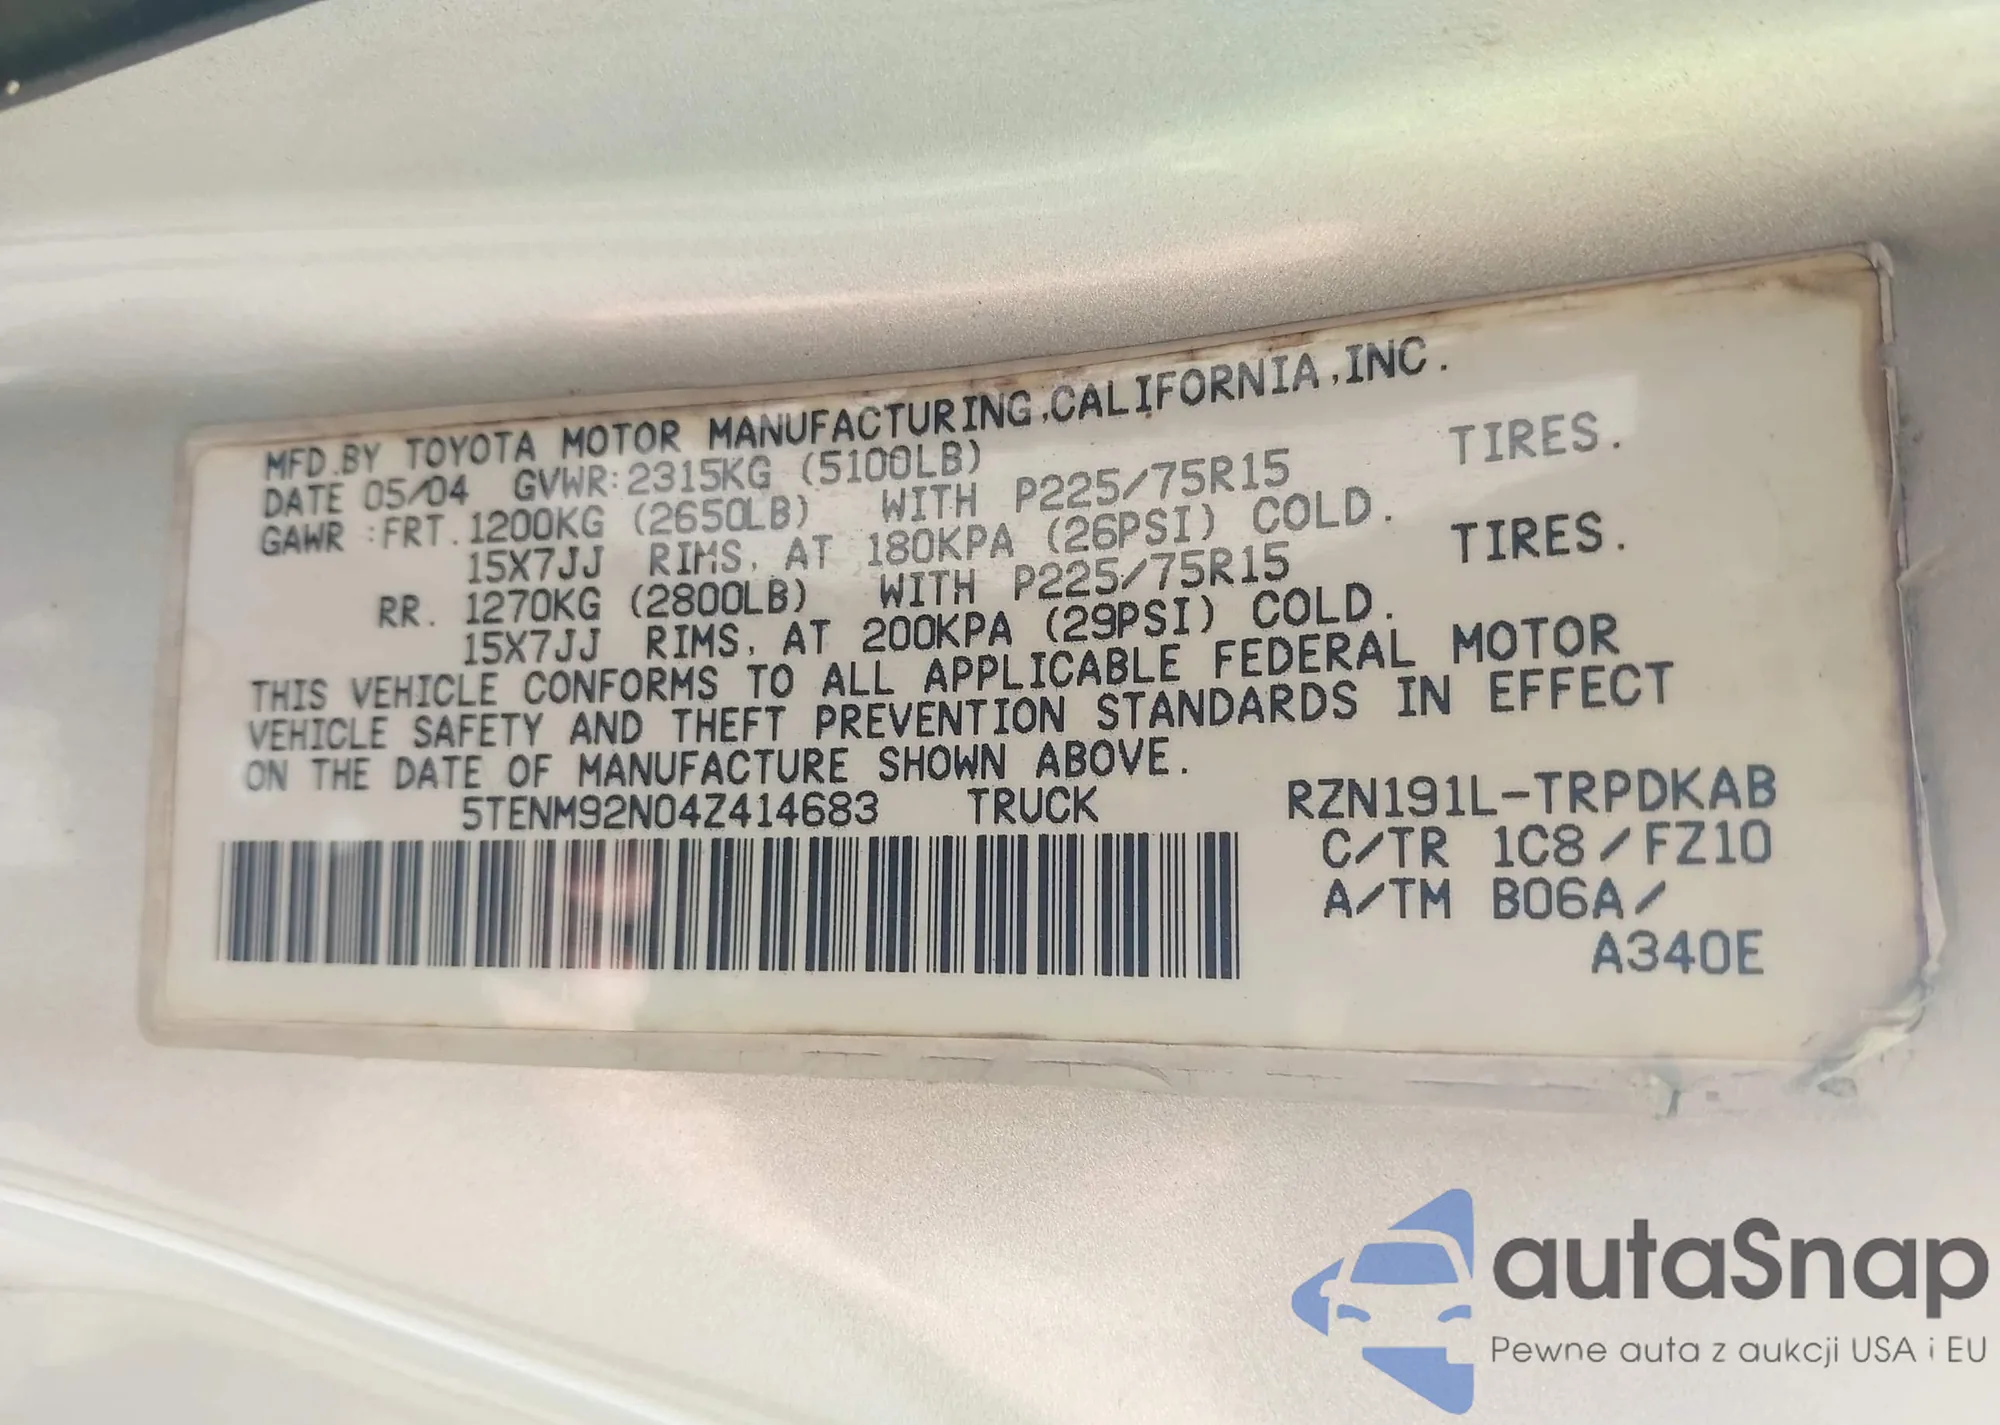 MFD.BY TOYOTA MOTOR MANUFACTURING,CALIFORNIA,INC.
DATE 05/04 GVWR:2315KG (5100LB)
GAWR:FRT.1200KG (2650LB) WITH P225/75R15 TIRES.
15X7JJ RIMS, AT 180KPA (26PSI) COLD.
RR. 1270KG (2800LB) WITH P225/75R15 TIRES.
15X7JJ RIMS, AT 200KPA (29PSI) COLD.
THIS VEHICLE CONFORMS TO ALL APPLICABLE FEDERAL MOTOR
VEHICLE SAFETY AND THEFT PREVENTION STANDARDS IN EFFECT
ON THE DATE OF MANUFACTURE SHOWN ABOVE.
5TENM92N04Z414683 TRUCK RZN191L-TRPDKAB
C/TR 1C8/FZ10
A/TM B06A/
A340E
autaSnap
Pewne auta z aukcji USA i EU